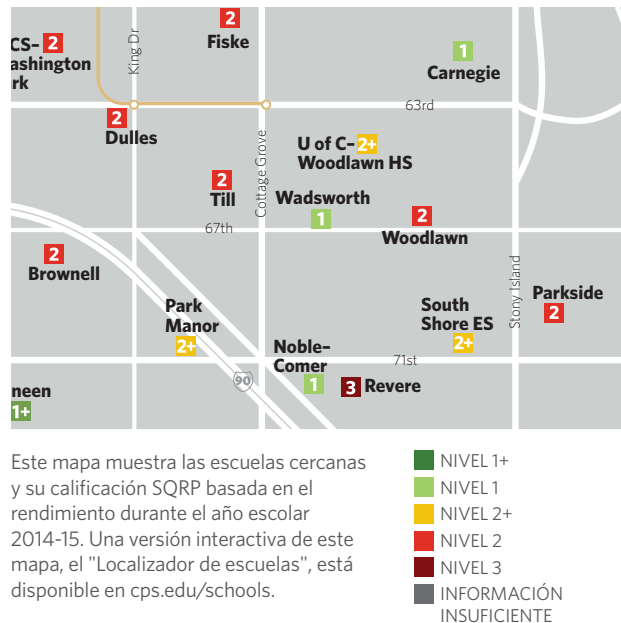 2
CS–
ashington
rk
King Dr
2
Fiske
1
Carnegie
63rd
2
Dulles
Cottage Grove
U of C–
2+
Woodlawn HS
2
Till
Wadsworth
1
2
Woodlawn
67th
2
Brownell
Stony Island
Park
Manor
2+
South
Shore ES
2+
Parkside
2
Noble–
Comer
1
71st
3
Revere
90
neen
1+
Este mapa muestra las escuelas cercanas
y su calificación SQRP basada en el
rendimiento durante el año escolar
2014-15. Una versión interactiva de este
mapa, el "Localizador de escuelas", está
disponible en cps.edu/schools.
NIVEL 1+
NIVEL 1
NIVEL 2+
NIVEL 2
NIVEL 3
INFORMACIÓN
INSUFICIENTE